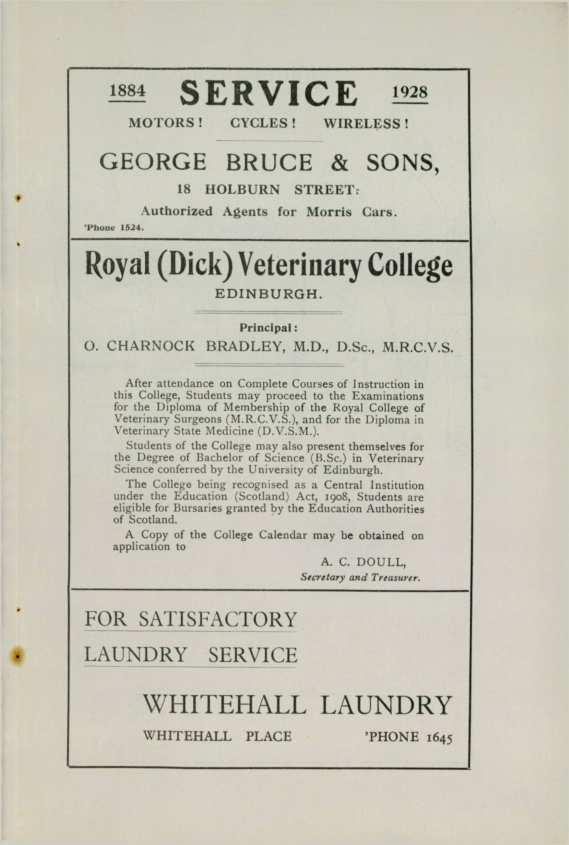 1884 SERVICE 1928
MOTORS! CYCLES! WIRELESS!
GEORGE BRUCE & SONS,
18 HOLBURN STREET:
Authorized Agents for Morris Cars.
'Phone 1524.
Royal (Dick) Veterinary College
EDINBURGH.
Principal:
O. CHARNOCK BRADLEY, M.D., D.Sc., M.R.C.V.S.
After attendance on Complete Courses of Instruction in
this College, Students may proceed to the Examinations
for the Diploma of Membership of the Royal College of
Veterinary Surgeons (M.R.C.V.S.), and for the Diploma in
Veterinary State Medicine (D.V.S.M.).
Students of the College may also present themselves for
the Degree of Bachelor of Science (B.Sc.) in Veterinary
Science conferred by the University of Edinburgh.
The College being recognised as a Central Institution
under the Education (Scotland) Act, 1908, Students are
eligible for Bursaries granted by the Education Authorities
of Scotland.
A Copy of the College Calendar may be obtained on
application to
A. C. DOULL,
Secretary and Treasurer.
FOR SATISFACTORY
LAUNDRY SERVICE
WHITEHALL LAUNDRY
WHITEHALL PLACE 'PHONE 1645